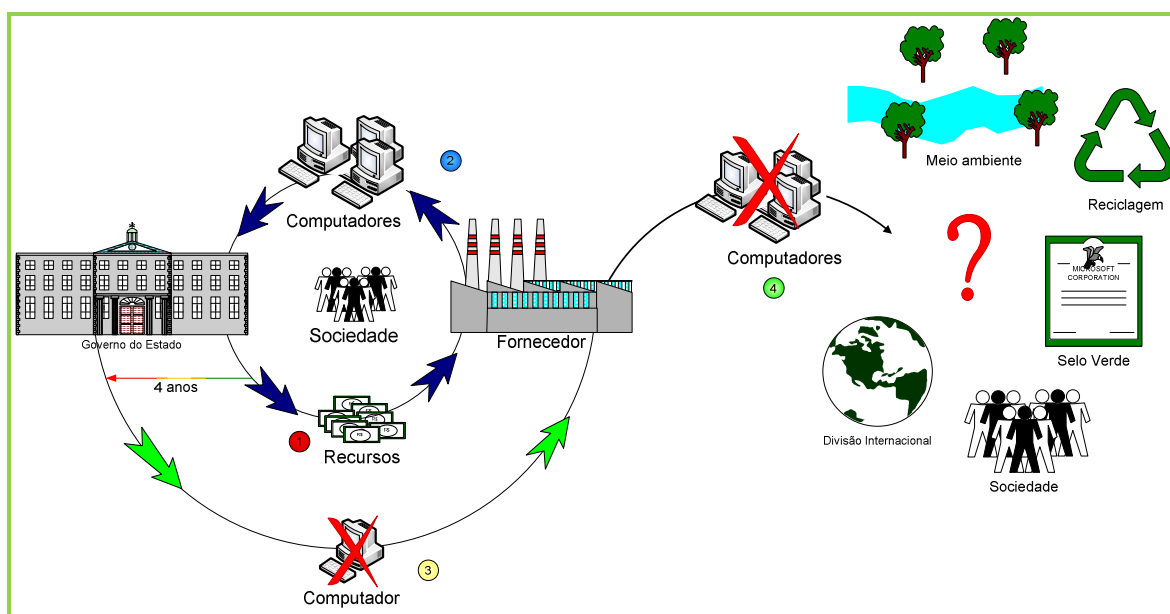 Meio ambiente
Reciclagem
2
Computadores
Computadores
4
?
MICROSOFT
CORPORATION
Selo Verde
Governo do Estado
Sociedade
Fornecedor
4 anos
R$
R$
R$
R$
1
Recursos
Divisão Internacional
Sociedade
3
Computador